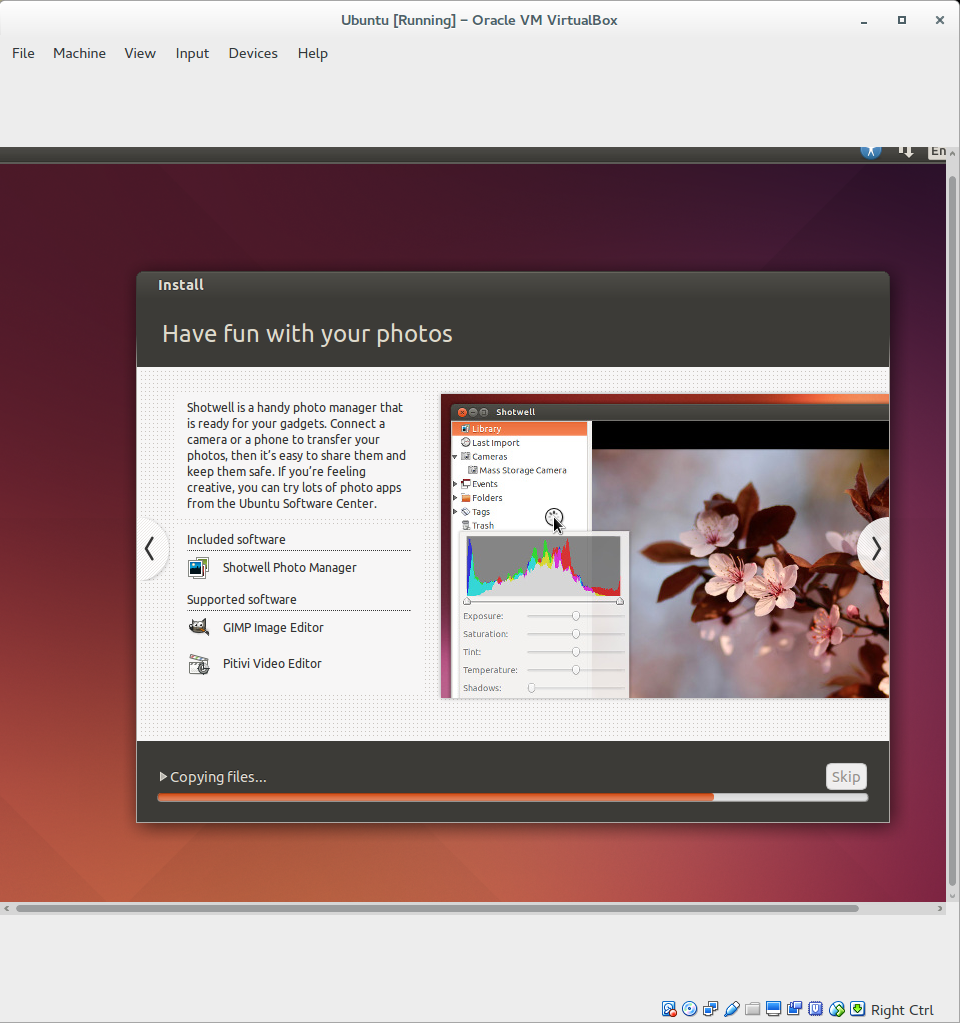 Ubuntu [Running] – Oracle VM VirtualBox
File Machine View Input Devices Help
En
Install
Have fun with your photos
Shotwell is a handy photo manager that
is ready for your gadgets. Connect a
camera or a phone to transfer your
photos, then it’s easy to share them and
keep them safe. If you’re feeling
creative, you can try lots of photo apps
from the Ubuntu Software Center.
Included software
Shotwell Photo Manager
Supported software
GIMP Image Editor
Pitivi Video Editor
Shotwell
Library
Last Import
Cameras
Mass Storage Camera
Events
Folders
Tags
Trash
Exposure:
Saturation:
Tint:
Temperature:
Shadows:
Copying files...
Skip
Right Ctrl